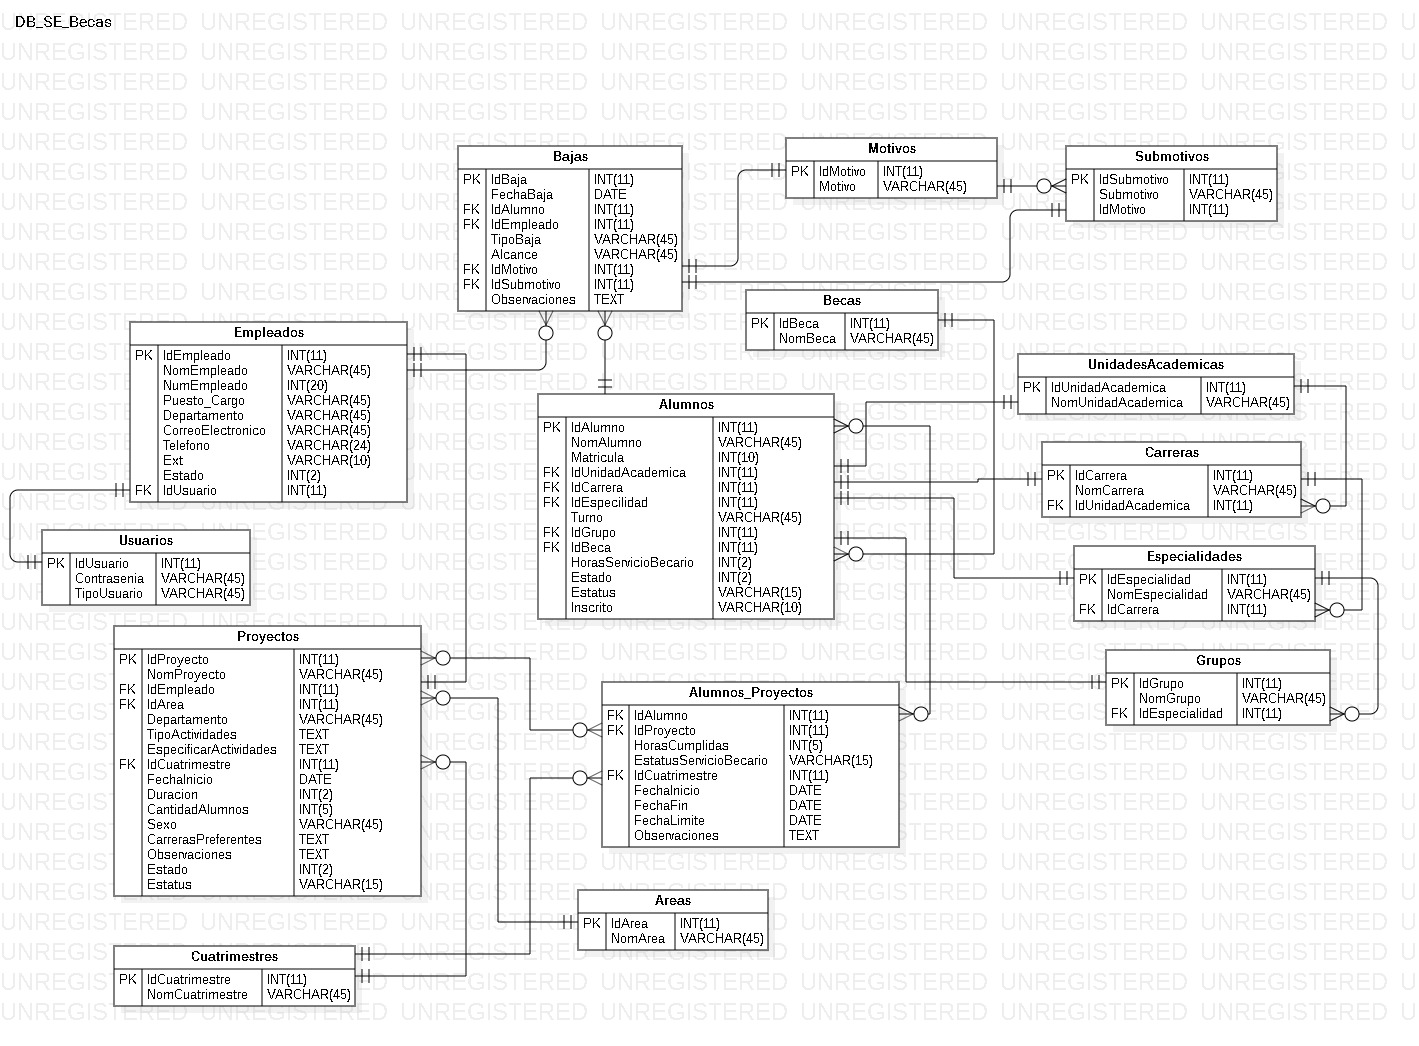 DB_SE_Becas
Bajas
PK IdBaja INT(11)
FechaBaja DATE
FK IdAlumno INT(11)
FK IdEmpleado INT(11)
TipoBaja VARCHAR(45)
Alcance VARCHAR(45)
FK IdMotivo INT(11)
FK IdSubmotivo INT(11)
Observaciones TEXT
Motivos
PK IdMotivo INT(11)
Motivo VARCHAR(45)
Submotivos
PK IdSubmotivo INT(11)
Submotivo VARCHAR(45)
IdMotivo INT(11)
Becas
PK IdBeca INT(11)
NomBeca VARCHAR(45)
Empleados
PK IdEmpleado INT(11)
NomEmpleado VARCHAR(45)
NumEmpleado INT(20)
Puesto_Cargo VARCHAR(45)
Departamento VARCHAR(45)
CorreoElectronico VARCHAR(45)
Telefono VARCHAR(24)
Ext VARCHAR(10)
Estado INT(2)
FK IdUsuario INT(11)
UnidadesAcademicas
PK IdUnidadAcademica INT(11)
NomUnidadAcademica VARCHAR(45)
Alumnos
PK IdAlumno INT(11)
NomAlumno VARCHAR(45)
Matricula INT(10)
FK IdUnidadAcademica INT(11)
FK IdCarrera INT(11)
FK IdEspecilidad INT(11)
Turno VARCHAR(45)
FK IdGrupo INT(11)
FK IdBeca INT(11)
HorasServicioBecario INT(2)
Estado INT(2)
Estatus VARCHAR(15)
Inscrito VARCHAR(10)
Carreras
PK IdCarrera INT(11)
NomCarrera VARCHAR(45)
FK IdUnidadAcademica INT(11)
Usuarios
PK IdUsuario INT(11)
Contrasenia VARCHAR(45)
TipoUsuario VARCHAR(45)
Especialidades
PK IdEspecialidad INT(11)
NomEspecialidad VARCHAR(45)
FK IdCarrera INT(11)
Proyectos
PK IdProyecto INT(11)
NomProyecto VARCHAR(45)
FK IdEmpleado INT(11)
FK IdArea INT(11)
Departamento VARCHAR(45)
TipoActividades TEXT
EspecificarActividades TEXT
FK IdCuatrimestre INT(11)
FechaInicio DATE
Duracion INT(2)
CantidadAlumnos INT(5)
Sexo VARCHAR(45)
CarrerasPreferentes TEXT
Observaciones TEXT
Estado INT(2)
Estatus VARCHAR(15)
Grupos
PK IdGrupo INT(11)
NomGrupo VARCHAR(45)
FK IdEspecialidad INT(11)
Alumnos_Proyectos
FK IdAlumno INT(11)
FK IdProyecto INT(11)
HorasCumplidas INT(5)
EstatusServicioBecario VARCHAR(15)
FK IdCuatrimestre INT(11)
FechaInicio DATE
FechaFin DATE
FechaLimite DATE
Observaciones TEXT
Areas
PK IdArea INT(11)
NomArea VARCHAR(45)
Cuatrimestres
PK IdCuatrimestre INT(11)
NomCuatrimestre VARCHAR(45)
UNREGISTERED